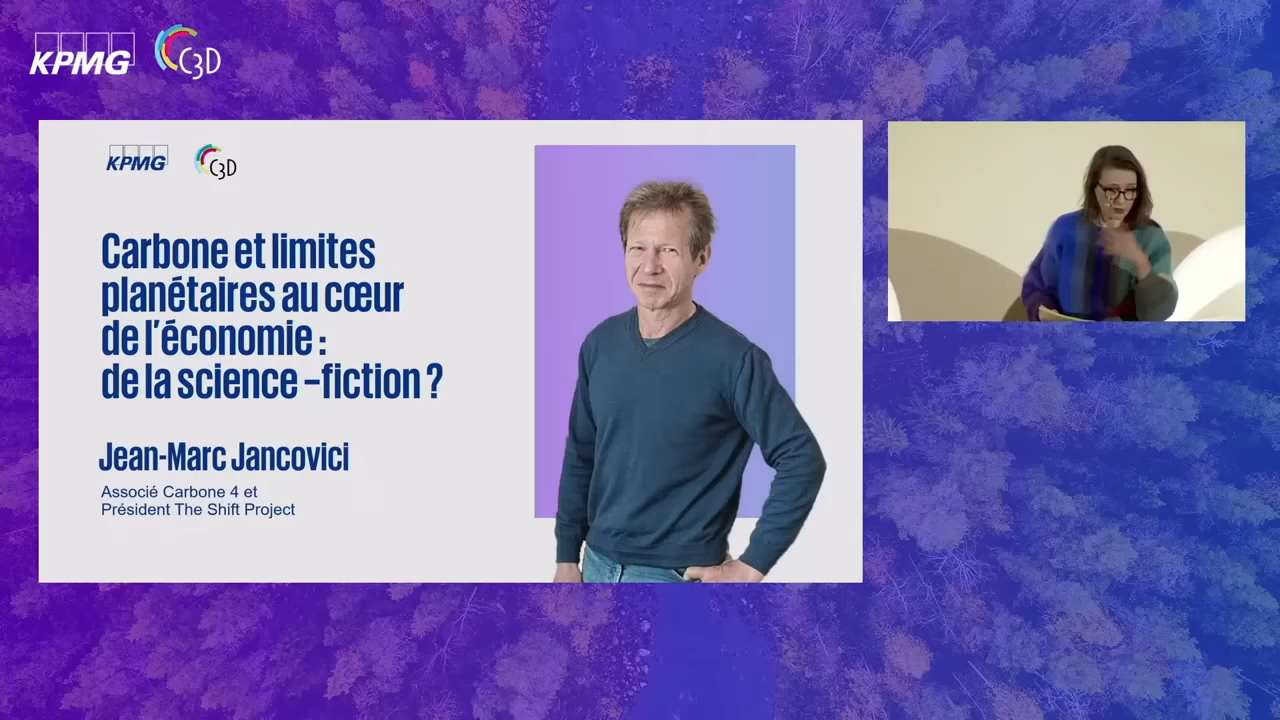 KPMG
C3D
KPMG
C3D
Carbone et limites
planétaires au cœur
de l'économie :
de la science –fiction ?
Jean-Marc Jancovici
Associé Carbone 4 et
Président The Shift Project